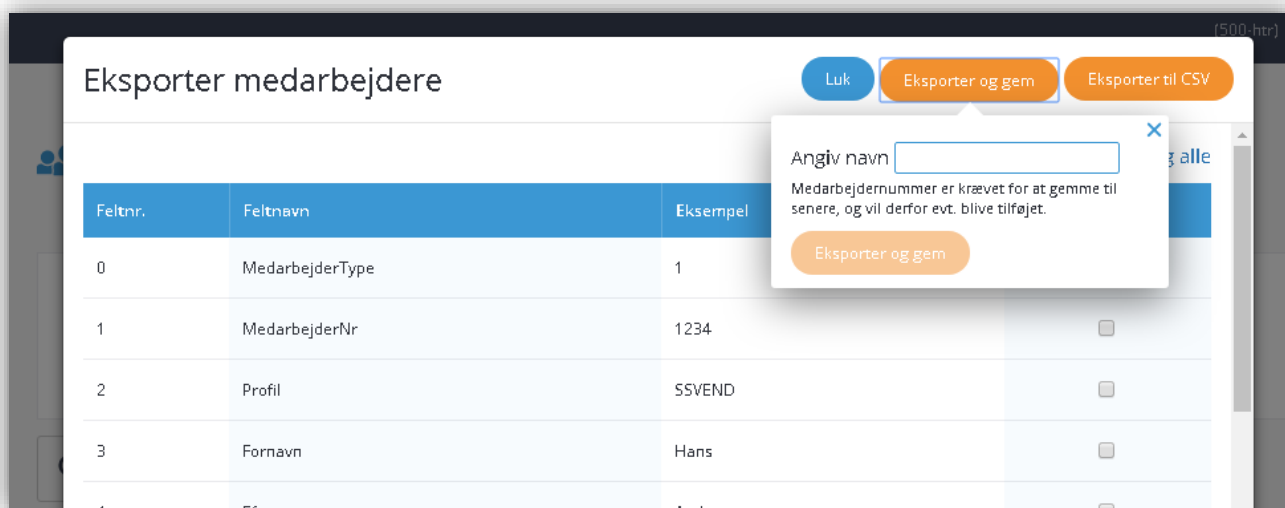 (500-htr)
Eksporter medarbejdere
Luk
Eksporter og gem
Eksporter til CSV
Angiv navn
alle
Medarbejdernummer er krævet for at gemme til
senere, og vil derfor evt. blive tilføjet.
Eksporter og gem
Feltnr. Feltnavn Eksempel
0 MedarbejderType 1
1 MedarbejderNr 1234
2 Profil SSVEND
3 Fornavn Hans